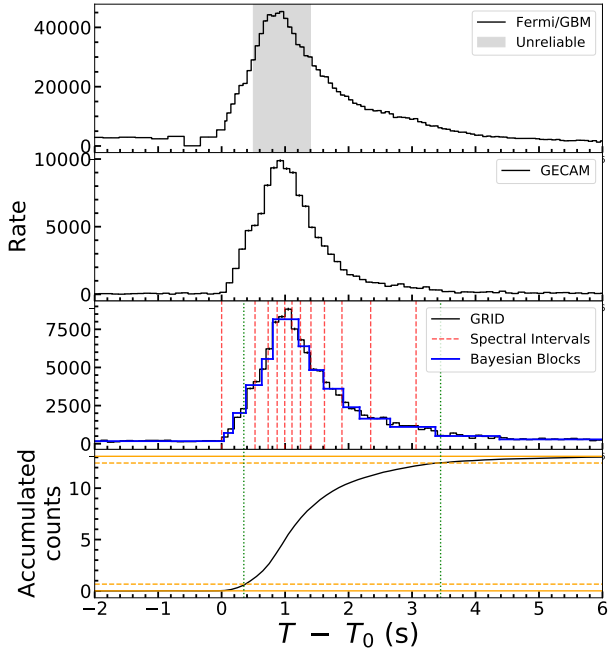 40000
20000
0
Fermi/GBM
Unreliable
10000
5000
0
GECAM
Rate
7500
5000
2500
0
GRID
Spectral Intervals
Bayesian Blocks
10
5
0
Accumulated
counts
−2 −1 0 1 2 3 4 5 6
T − T₀ (s)